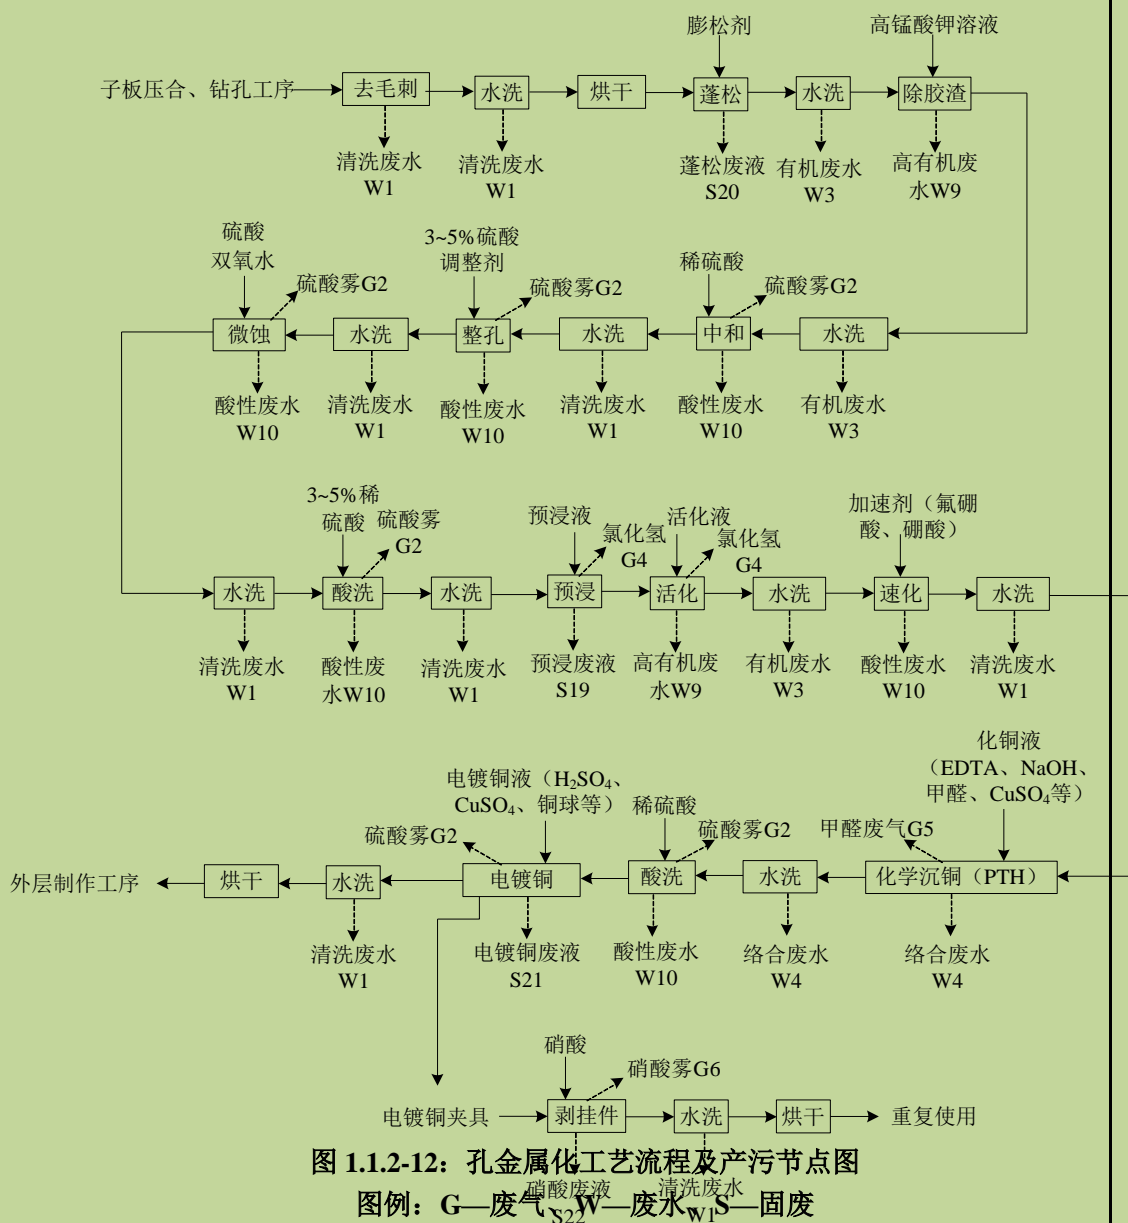 膨松剂
高锰酸钾溶液
子板压合、钻孔工序
去毛刺
水洗
烘干
蓬松
水洗
除胶渣
清洗废水
W1
清洗废水
W1
蓬松废液
S20
有机废水
W3
高有机废
水W9
硫酸
双氧水
硫酸雾G2
3~5%硫酸
调整剂
硫酸雾G2
稀硫酸
硫酸雾G2
微蚀
水洗
整孔
水洗
中和
水洗
酸性废水
W10
清洗废水
W1
酸性废水
W10
清洗废水
W1
酸性废水
W10
有机废水
W3
3~5%稀
硫酸
硫酸雾
G2
预浸液
氯化氢
G4
活化液
氯化氢
G4
加速剂（氟硼
酸、硼酸）
水洗
酸洗
水洗
预浸
活化
水洗
速化
水洗
清洗废水
W1
酸性废
水W10
清洗废水
W1
预浸废液
S19
高有机废
水W9
有机废水
W3
酸性废水
W10
清洗废水
W1
化铜液
（EDTA、NaOH、
甲醛、CuSO₄等）
电镀铜液（H₂SO₄、
CuSO₄、铜球等）
稀硫酸
硫酸雾G2
硫酸雾G2
甲醛废气G5
外层制作工序
烘干
水洗
电镀铜
酸洗
水洗
化学沉铜（PTH）
清洗废水
W1
电镀铜废液
S21
酸性废水
W10
络合废水
W4
络合废水
W4
硝酸
硝酸雾G6
电镀铜夹具
剥挂件
水洗
烘干
重复使用
图 1.1.2-12：孔金属化工艺流程及产污节点图
硝酸废液
S22
清洗废水
W1
图例：G—废气、W—废水、S—固废